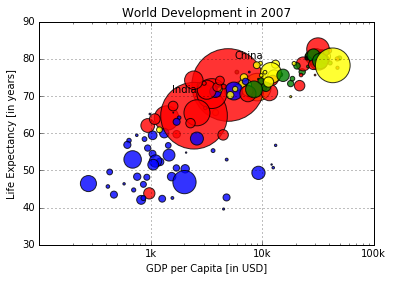 World Development in 2007
90
80
70
60
50
40
30
Life Expectancy [in years]
China
India
1k
10k
100k
GDP per Capita [in USD]